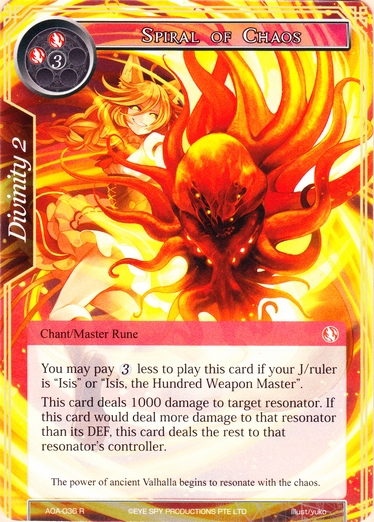 Spiral of Chaos
3
Divinity 2
Chant/Master Rune
You may pay 3 less to play this card if your J/ruler
is "Isis" or "Isis, the Hundred Weapon Master".
This card deals 1000 damage to target resonator. If
this card would deal more damage to that resonator
than its DEF, this card deals the rest to that
resonator's controller.
The power of ancient Valhalla begins to resonate with the chaos.
AOA-036 R
©EYE SPY PRODUCTIONS PTE LTD
Illust/yuko